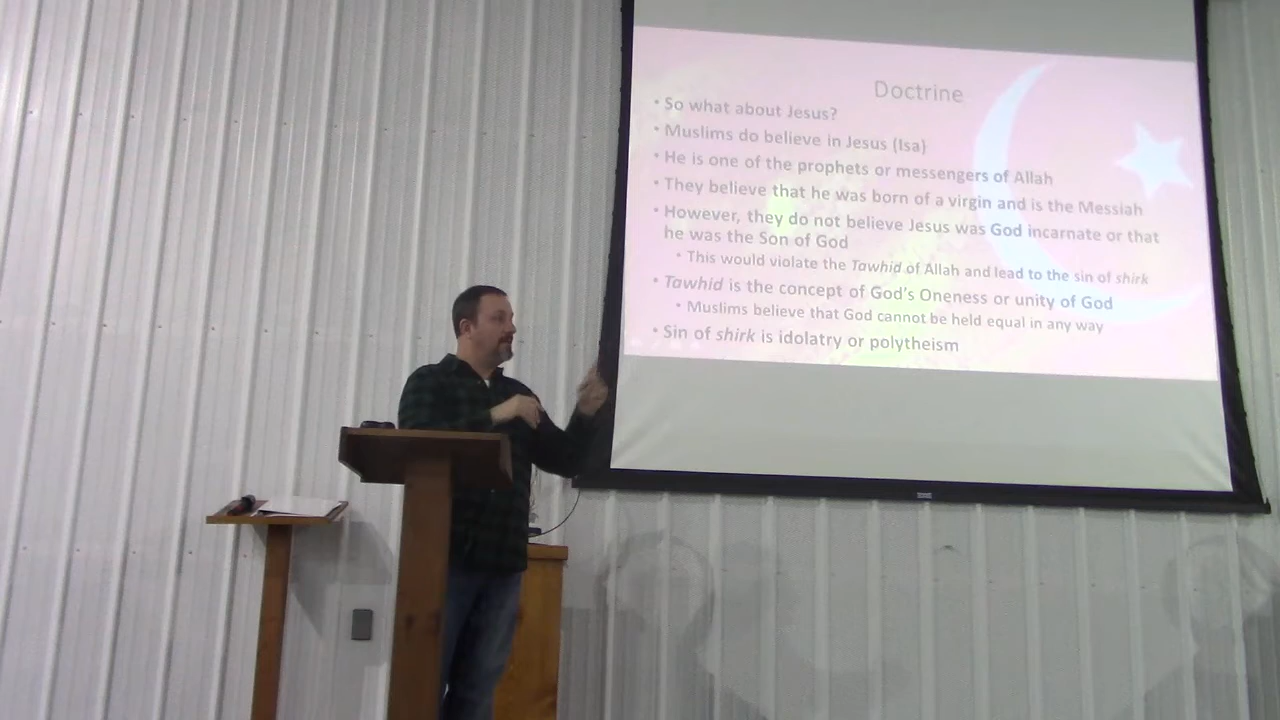 Doctrine
• So what about Jesus?
• Muslims do believe in Jesus (Isa)
• He is one of the prophets or messengers of Allah
• They believe that he was born of a virgin and is the Messiah
• However, they do not believe Jesus was God incarnate or that
he was the Son of God
• This would violate the Tawhid of Allah and lead to the sin of shirk
• Tawhid is the concept of God's Oneness or unity of God
• Muslims believe that God cannot be held equal in any way
• Sin of shirk is idolatry or polytheism